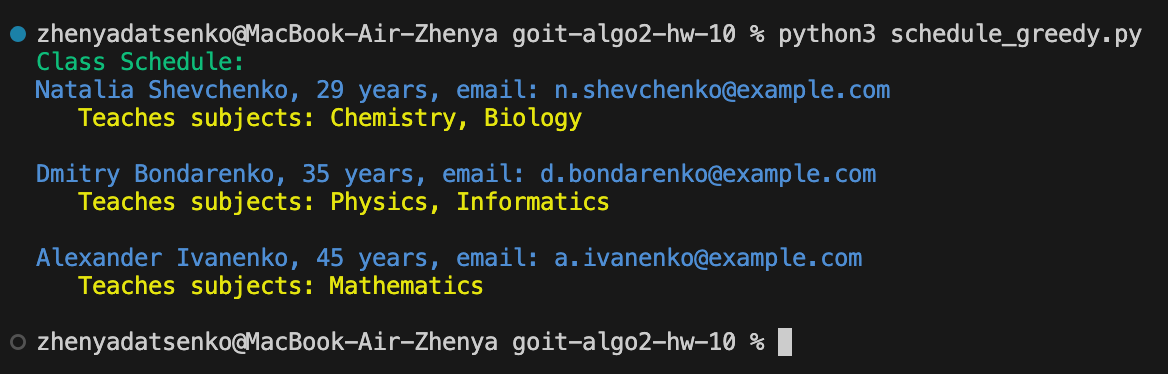 zhenyadatsenko@MacBook-Air-Zhenya goit-algo2-hw-10 % python3 schedule_greedy.py
Class Schedule:
Natalia Shevchenko, 29 years, email: n.shevchenko@example.com
Teaches subjects: Chemistry, Biology
Dmitry Bondarenko, 35 years, email: d.bondarenko@example.com
Teaches subjects: Physics, Informatics
Alexander Ivanenko, 45 years, email: a.ivanenko@example.com
Teaches subjects: Mathematics
zhenyadatsenko@MacBook-Air-Zhenya goit-algo2-hw-10 %